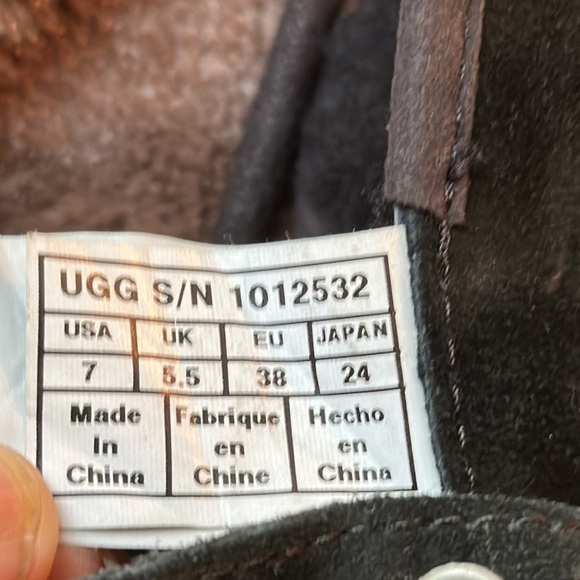 UGG S/N 1012532
USA UK EU JAPAN
7 5.5 38 24
Made Fabrique Hecho
In en en
China Chine China